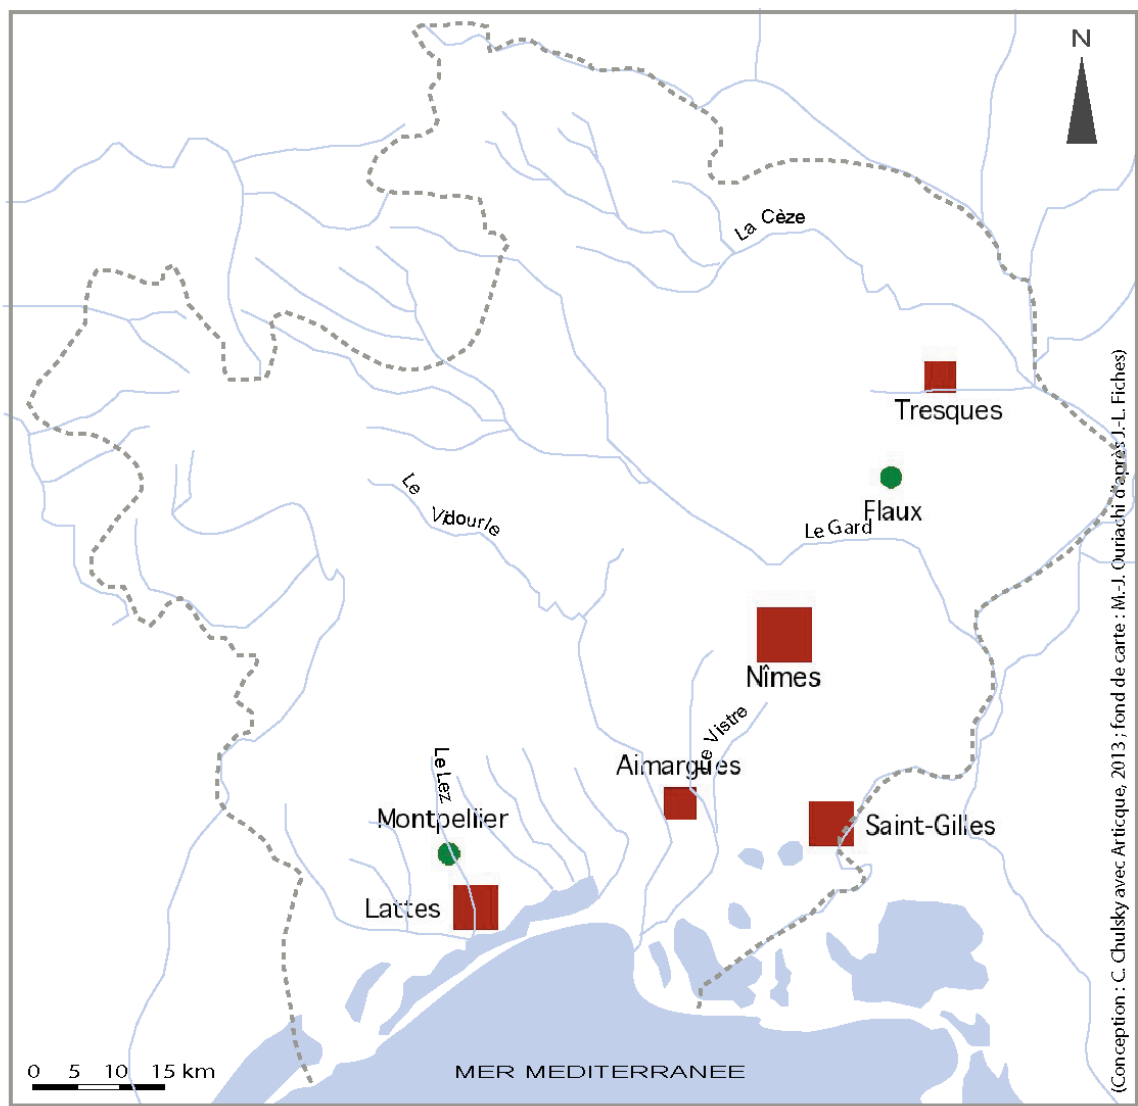 N
La Cèze
Tresques
Flaux
Le Gard
Le Vidourle
Nîmes
Le Vistre
Aimargues
Le Lez
Montpellier
Saint-Gilles
Lattes
0 5 10 15 km
MER MEDITERRANEE
(Conception : C. Chulsky avec Articque, 2013 ; fond de carte : M.-J. Ouriachi d'après J.-L. Fiches)